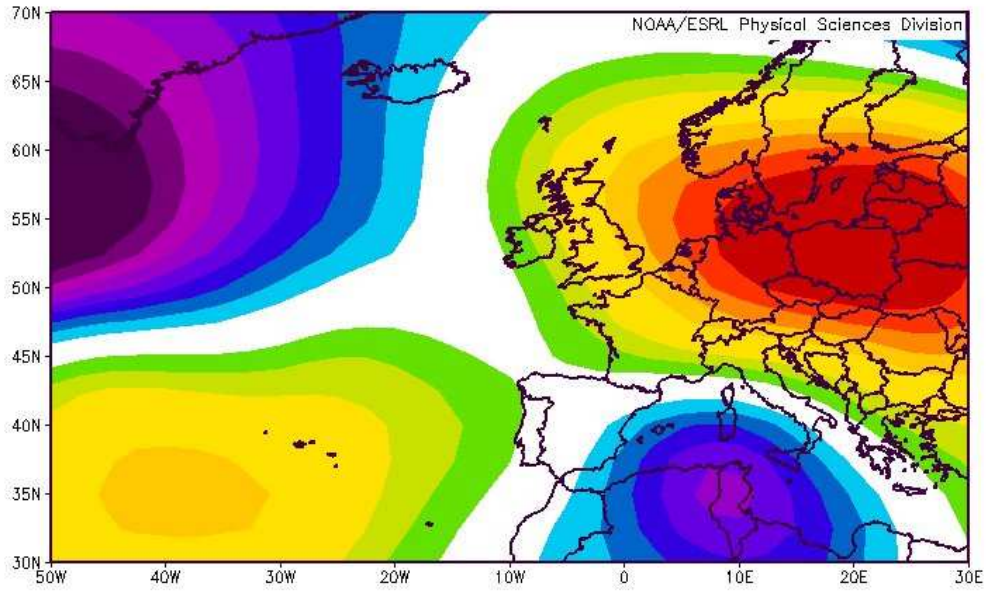 NOAA/ESRL Physical Sciences Division
70N
65N
60N
55N
50N
45N
40N
35N
30N
50W 40W 30W 20W 10W 0 10E 20E 30E